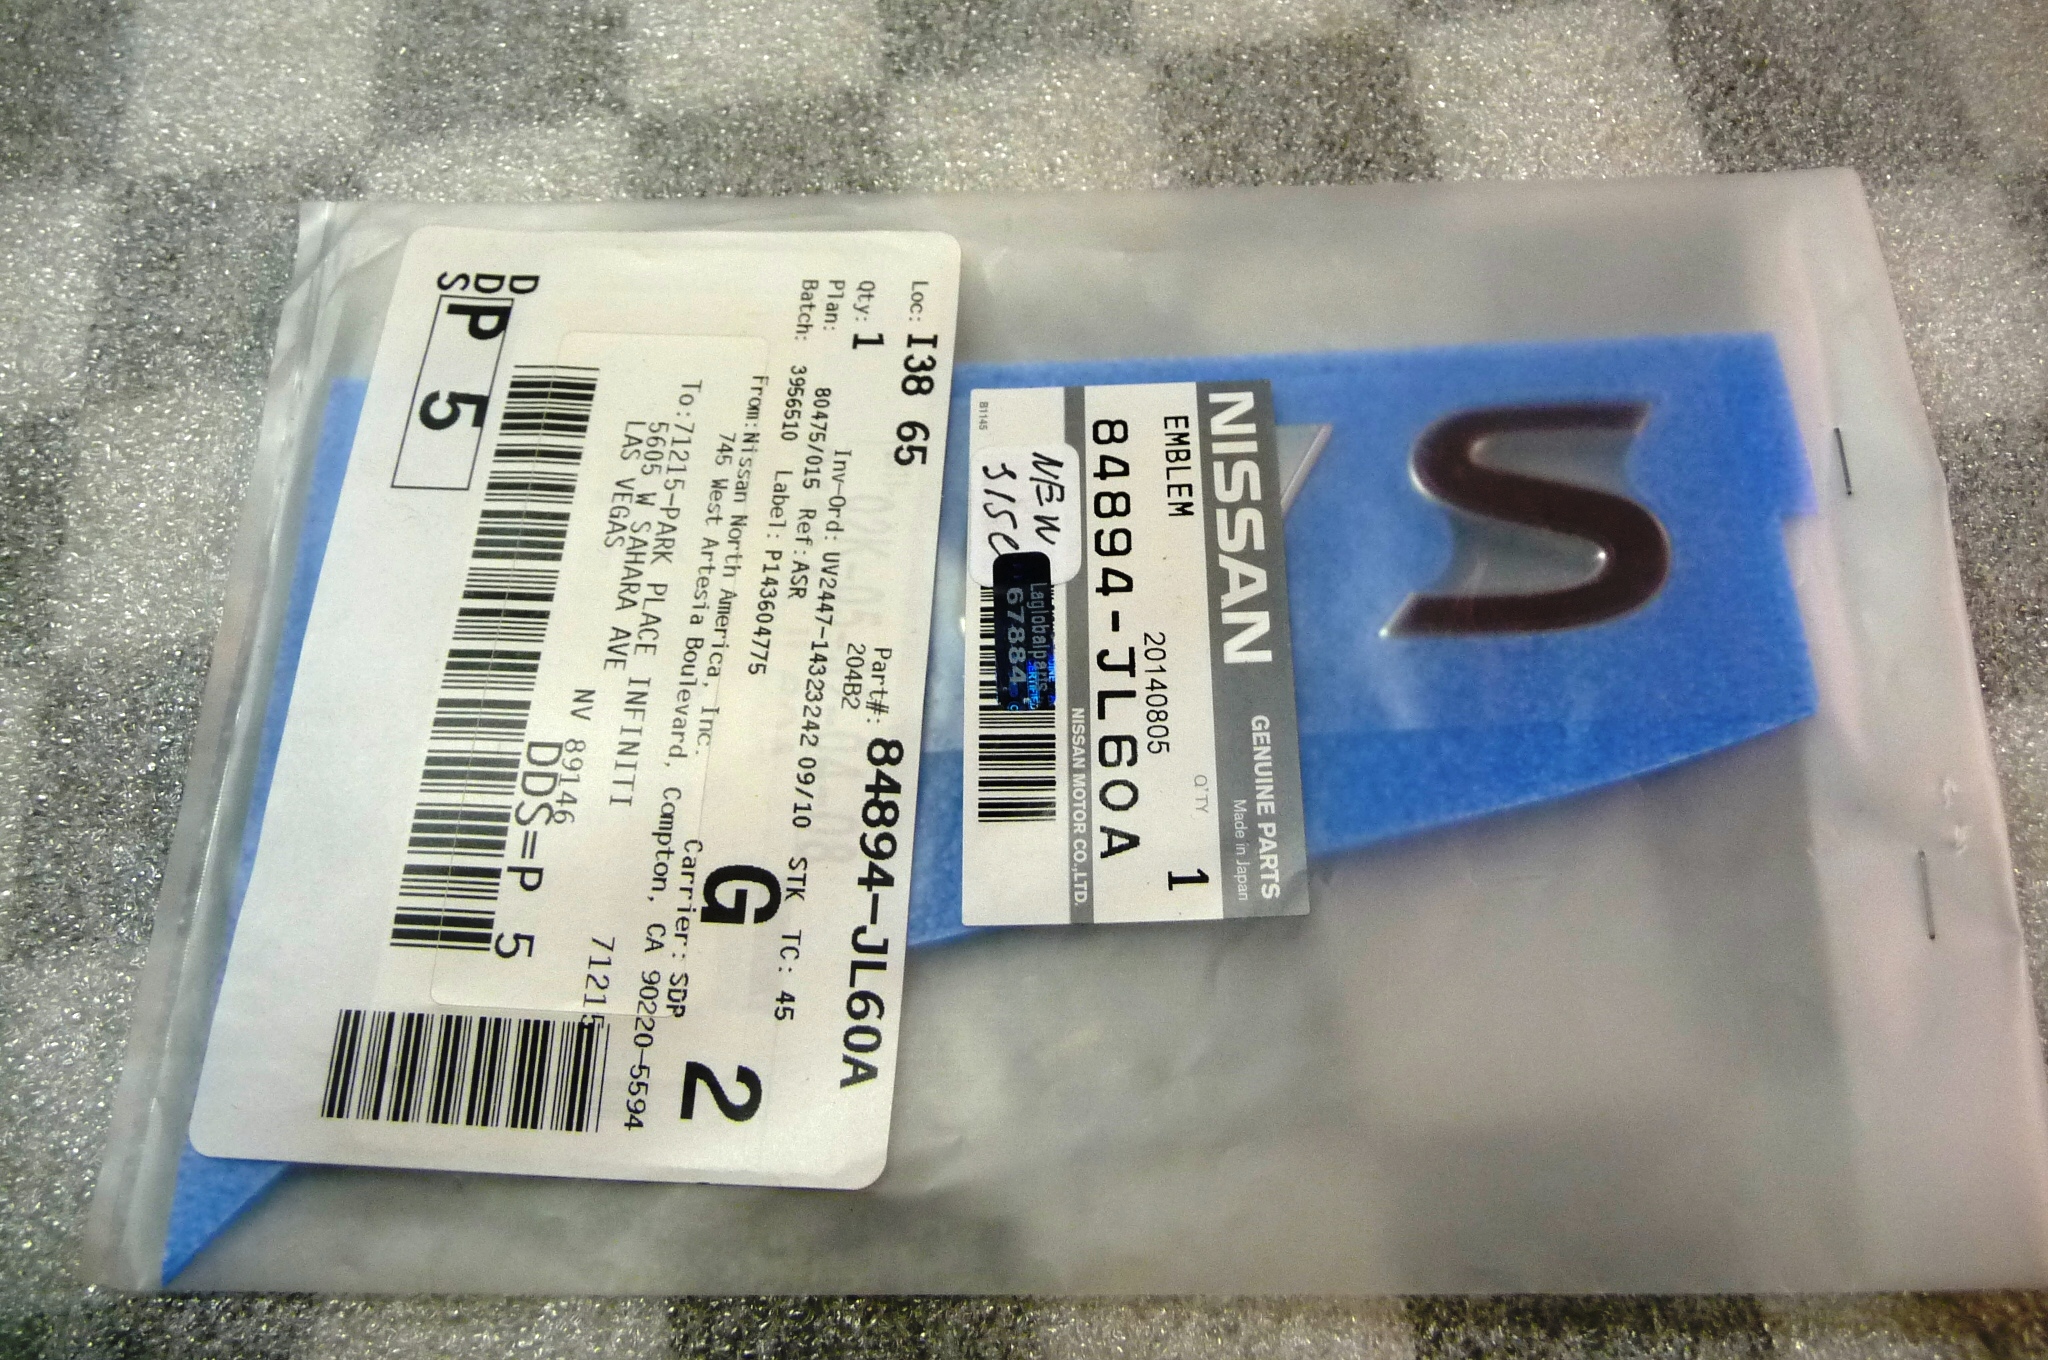 Loc: I38 65
Part#: 84894-JL60A
Qty: 1
204B2
Plan:
Inv-Ord: UV2447-14323242 09/10 STK TC: 45
80475/015 Ref:ASR
Batch: 3956510 Label: P143604775
G 2
From:Nissan North America, Inc.
745 West Artesia Boulevard, Compton, CA 90220-5594
Carrier: SDP
To:71215-PARK PLACE INFINITI
5605 W SAHARA AVE
LAS VEGAS
NV 89146
71215
DDS=P 5
D
D
S
P 5
NISSAN
GENUINE PARTS
Made in Japan
EMBLEM
20140805
Q'TY
1
84894-JL60A
NISSAN MOTOR CO.,LTD.
B1145
NEW
Laglobalparts
67884
S